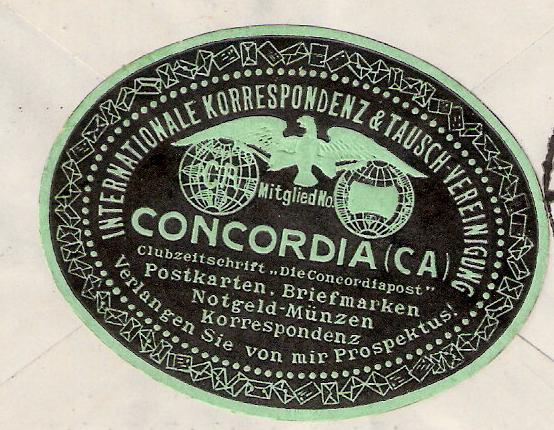 INTERNATIONALE KORRESPONDENZ & TAUSCH VEREINIGUNG
Mitglied No.
CONCORDIA (CA)
Clubzeitschrift „Die Concordiapost"
Postkarten, Briefmarken
Notgeld-Münzen
Korrespondenz
Verlangen Sie von mir Prospektus!